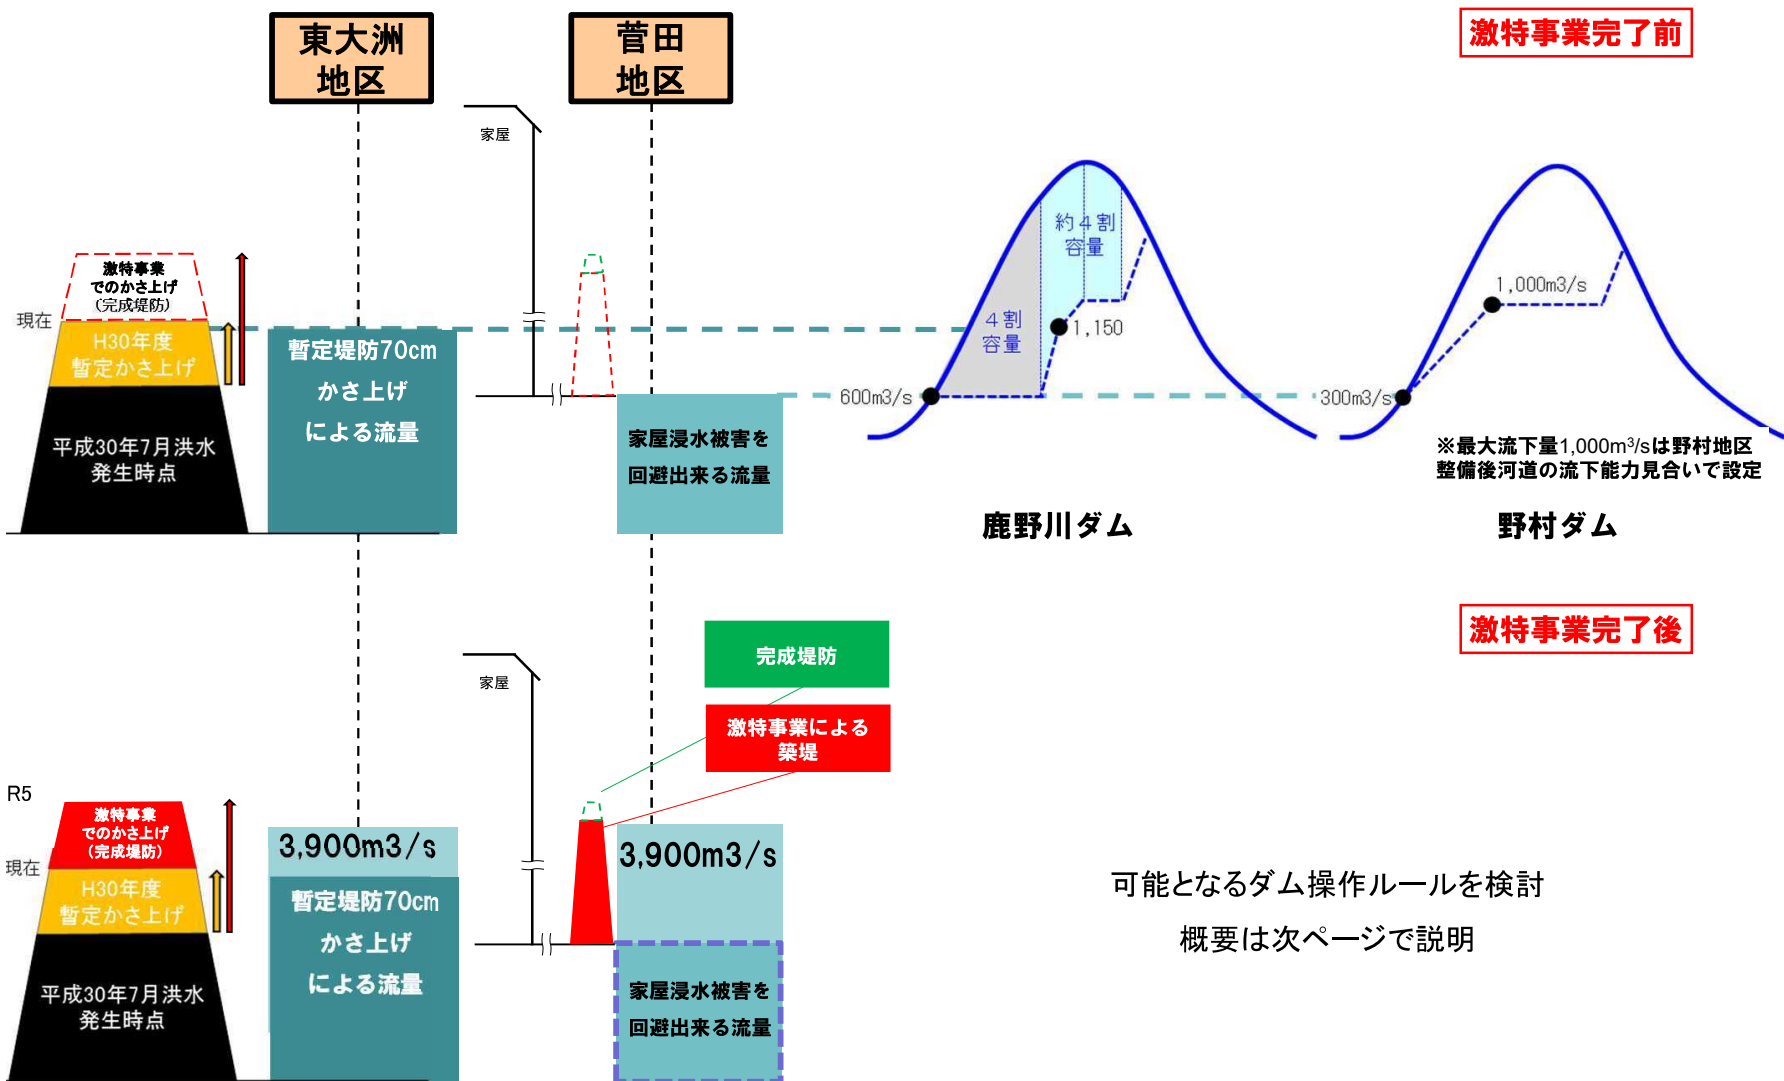 東大洲
地区
菅田
地区
激特事業完了前
家屋
激特事業
でのかさ上げ
(完成堤防)
現在
H30年度
暫定かさ上げ
平成30年7月洪水
発生時点
暫定堤防70cm
かさ上げ
による流量
家屋浸水被害を
回避出来る流量
約4割
容量
4割
容量
1,150
600m3/s
1,000m3/s
300m3/s
※最大流下量1,000m³/sは野村地区
整備後河道の流下能力見合いで設定
鹿野川ダム
野村ダム
激特事業完了後
家屋
完成堤防
激特事業による
築堤
R5
激特事業
でのかさ上げ
(完成堤防)
現在
H30年度
暫定かさ上げ
平成30年7月洪水
発生時点
3,900m3/s
暫定堤防70cm
かさ上げ
による流量
3,900m3/s
家屋浸水被害を
回避出来る流量
可能となるダム操作ルールを検討
概要は次ページで説明